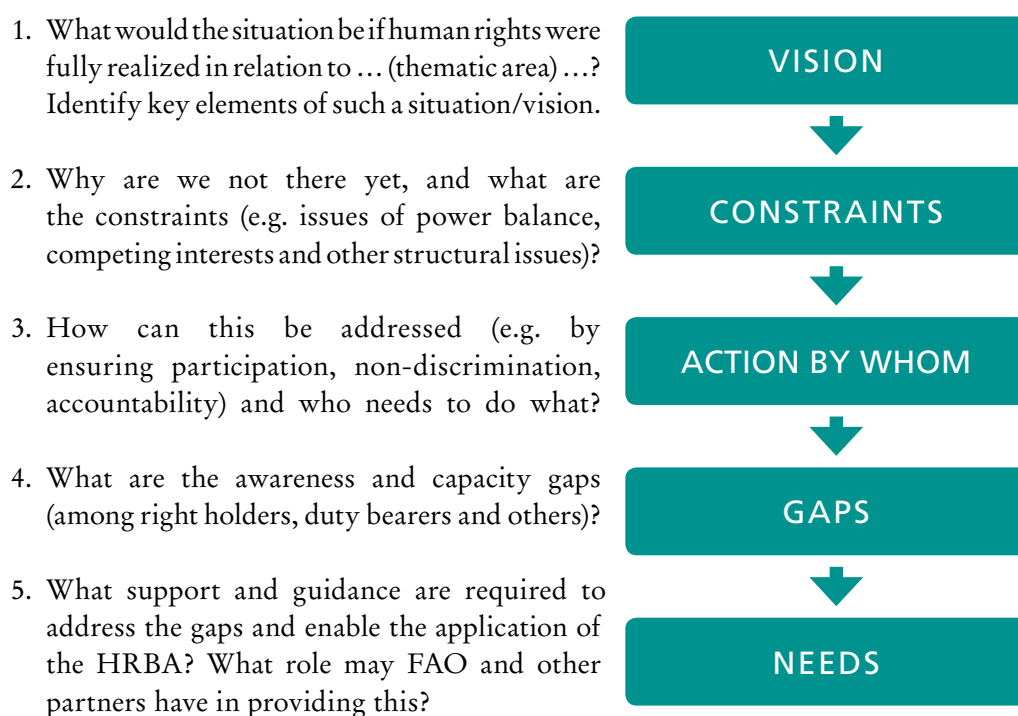 1. What would the situation be if human rights were
fully realized in relation to … (thematic area) …?
Identify key elements of such a situation/vision.
VISION
2. Why are we not there yet, and what are
the constraints (e.g. issues of power balance,
competing interests and other structural issues)?
CONSTRAINTS
3. How can this be addressed (e.g. by
ensuring participation, non-discrimination,
accountability) and who needs to do what?
ACTION BY WHOM
4. What are the awareness and capacity gaps
(among right holders, duty bearers and others)?
GAPS
5. What support and guidance are required to
address the gaps and enable the application of
the HRBA? What role may FAO and other
partners have in providing this?
NEEDS